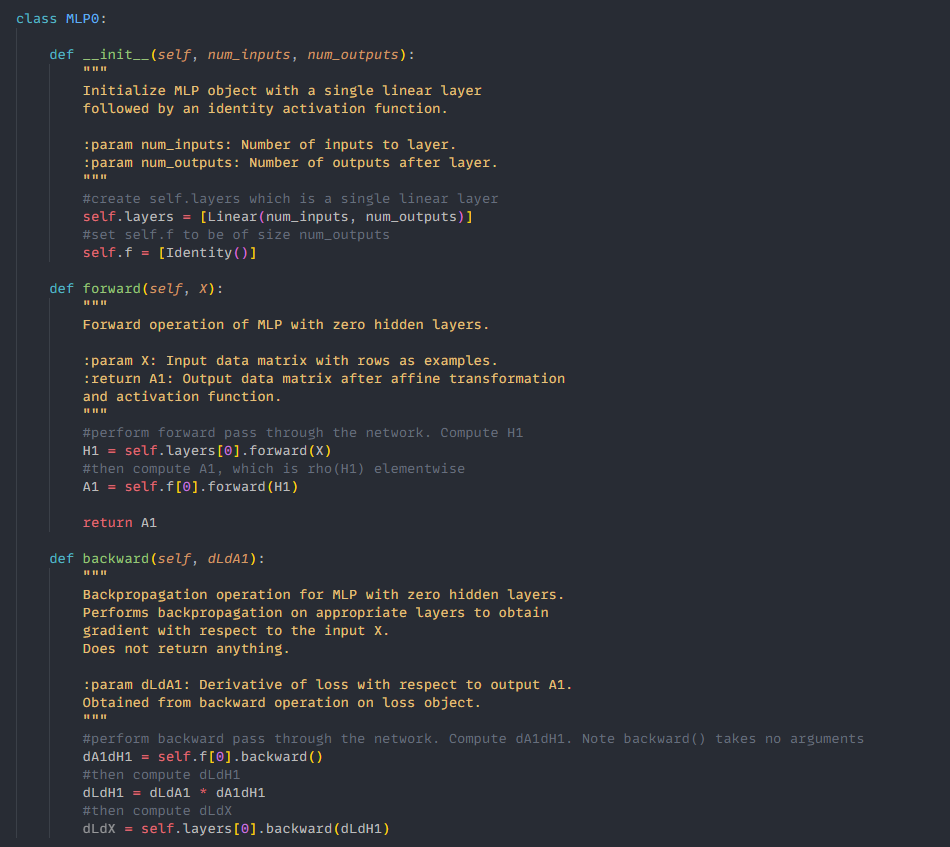 class MLP0:
def __init__(self, num_inputs, num_outputs):
"""
Initialize MLP object with a single linear layer
followed by an identity activation function.
:param num_inputs: Number of inputs to layer.
:param num_outputs: Number of outputs after layer.
"""
#create self.layers which is a single linear layer
self.layers = [Linear(num_inputs, num_outputs)]
#set self.f to be of size num_outputs
self.f = [Identity()]
def forward(self, X):
"""
Forward operation of MLP with zero hidden layers.
:param X: Input data matrix with rows as examples.
:return A1: Output data matrix after affine transformation
and activation function.
"""
#perform forward pass through the network. Compute H1
H1 = self.layers[0].forward(X)
#then compute A1, which is rho(H1) elementwise
A1 = self.f[0].forward(H1)
return A1
def backward(self, dLdA1):
"""
Backpropagation operation for MLP with zero hidden layers.
Performs backpropagation on appropriate layers to obtain
gradient with respect to the input X.
Does not return anything.
:param dLdA1: Derivative of loss with respect to output A1.
Obtained from backward operation on loss object.
"""
#perform backward pass through the network. Compute dA1dH1. Note backward() takes no arguments
dA1dH1 = self.f[0].backward()
#then compute dLdH1
dLdH1 = dLdA1 * dA1dH1
#then compute dLdX
dLdX = self.layers[0].backward(dLdH1)